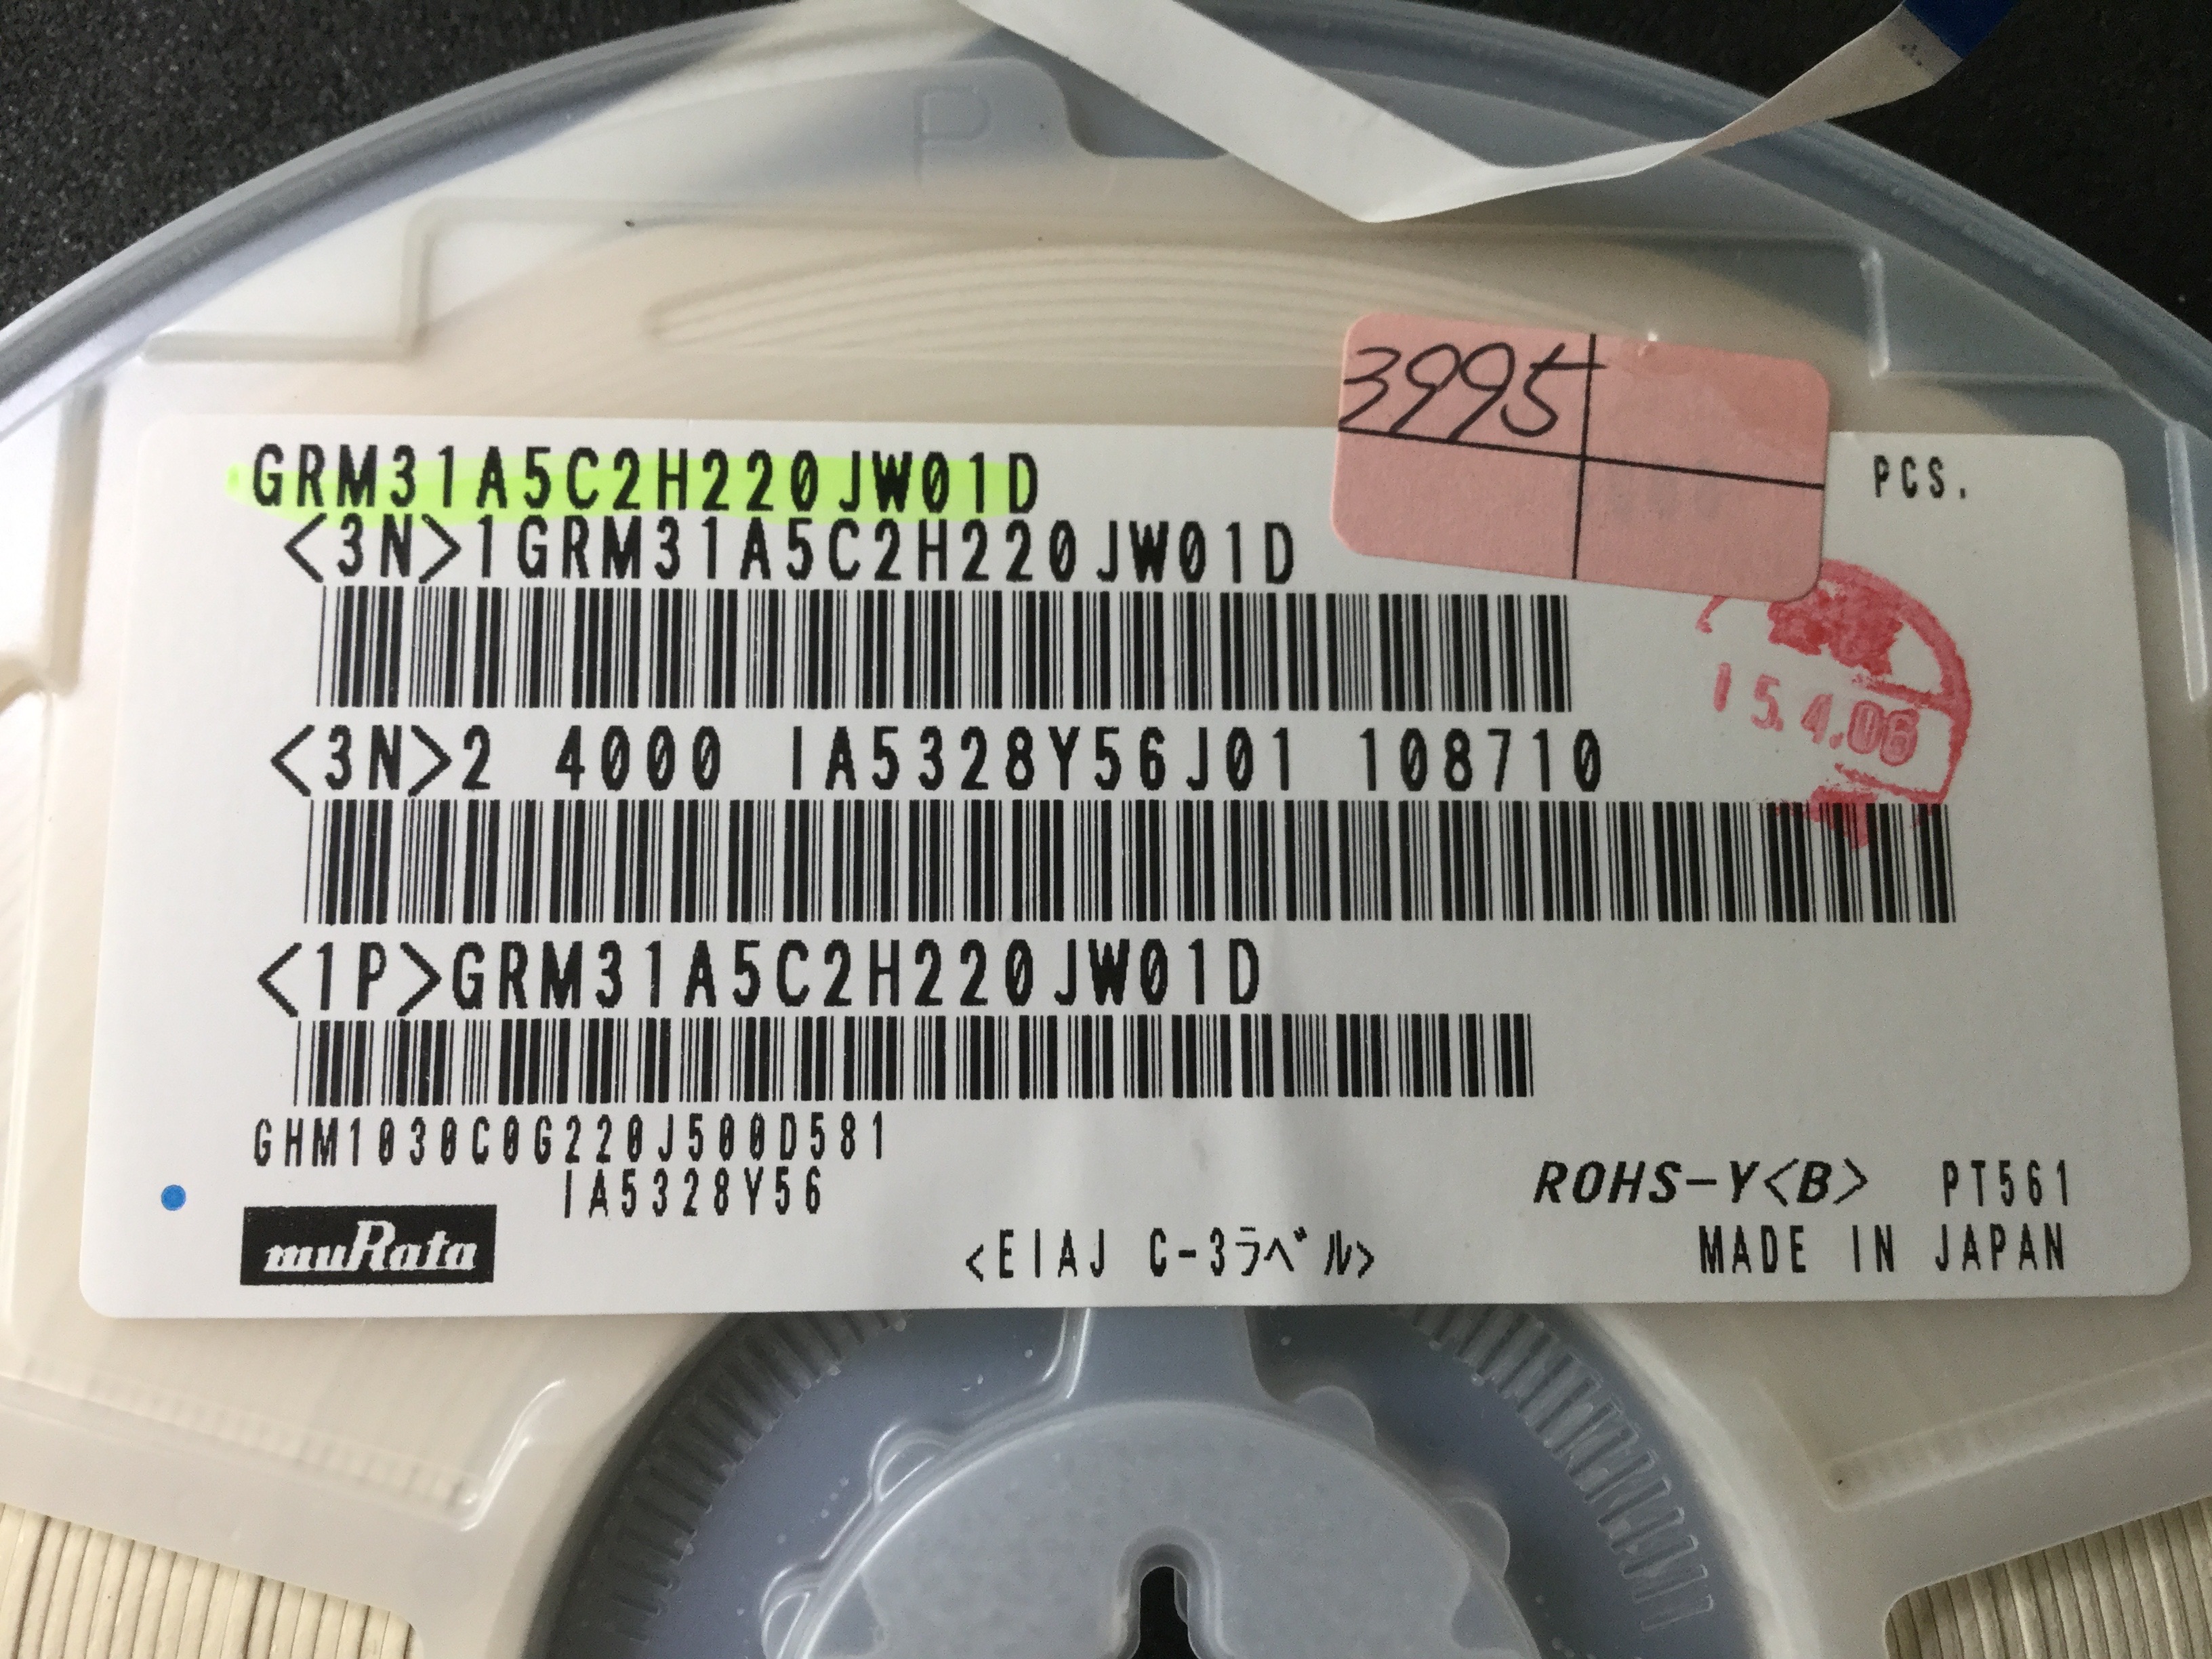 3995
GRM31A5C2H220JW01D
PCS.
<3N>1GRM31A5C2H220JW01D
15.4.06
<3N>2 4000 IA5328Y56J01 108710
<1P>GRM31A5C2H220JW01D
GHM1030C0G220J500D581
IA5328Y56
ROHS-Y<B> PT561
muRata
<EIAJ C-3ラベル>
MADE IN JAPAN